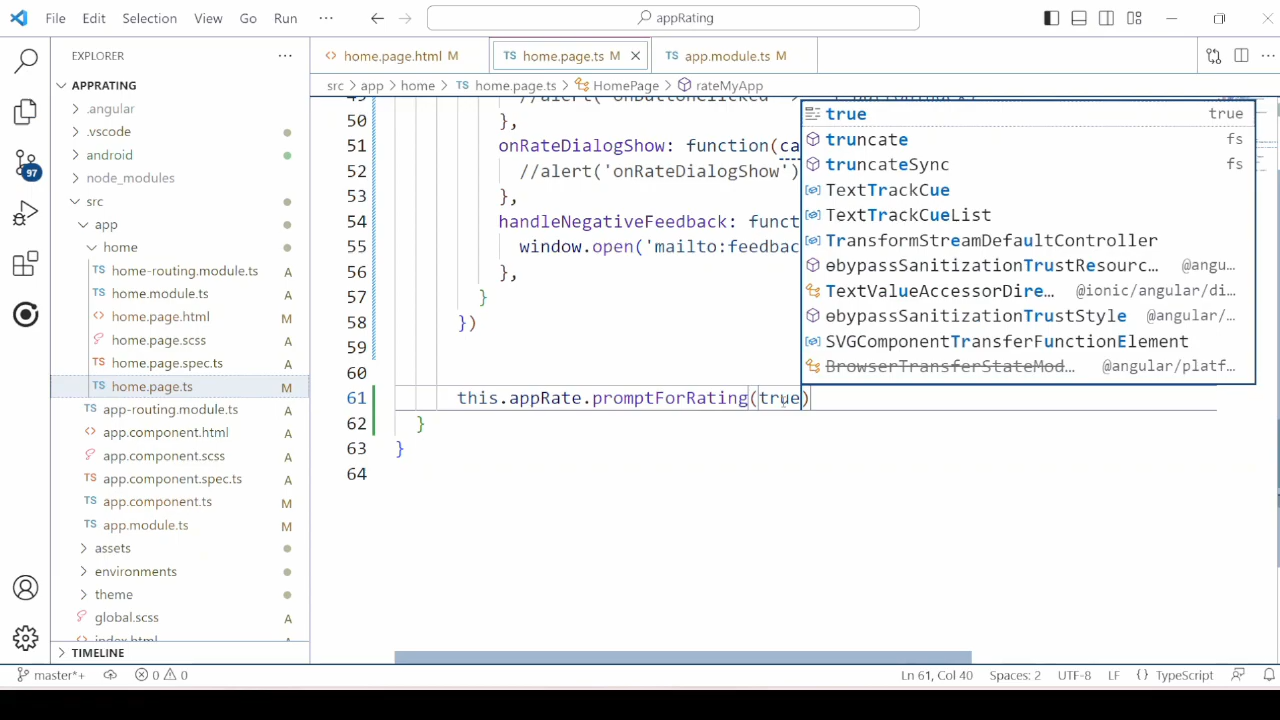 File Edit Selection View Go Run ··· appRating
EXPLORER ···
APPRATING
.angular
.vscode
android
node_modules
src
app
home
home-routing.module.ts A
home.module.ts A
home.page.html M
home.page.scss A
home.page.spec.ts A
home.page.ts M
app-routing.module.ts A
app.component.html A
app.component.scss A
app.component.spec.ts A
app.component.ts M
app.module.ts M
assets
environments
theme
global.scss A
index.html
TIMELINE
97
<> home.page.html M
TS home.page.ts M
TS app.module.ts M
src > app > home > TS home.page.ts > HomePage > rateMyApp
50 },
51 onRateDialogShow: function(ca
52 //alert('onRateDialogShow')
53 },
54 handleNegativeFeedback: funct
55 window.open('mailto:feedbac
56 },
57 }
58 })
59
60
61 this.appRate.promptForRating(true)
62 }
63 }
64
true true
truncate fs
truncateSync fs
TextTrackCue
TextTrackCueList
TransformStreamDefaultController
ɵbypassSanitizationTrustResourc… @angu…
TextValueAccessorDire… @ionic/angular/di…
ɵbypassSanitizationTrustStyle @angular/…
SVGComponentTransferFunctionElement
BrowserTransferStateMod… @angular/platf…
master*+ 0 0 Ln 61, Col 40 Spaces: 2 UTF-8 LF {} TypeScript